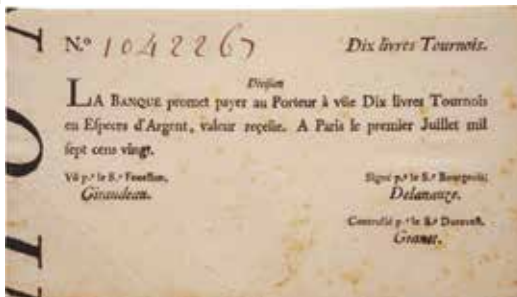 N.º 1042267 Dix livres Tournois.
Division
LA BANQUE promet payer au Porteur à vûe Dix livres Tournois
en Especes d'Argent, valeur reçeüe. A Paris le premier Juillet mil
sept cens vingt.
Vû p.r le S.r Fenellon. Signé p.r le S.r Bourgeois.
Giraudeau. Delanauze.
Controllé p.r le S.r Durevest.
Granet.